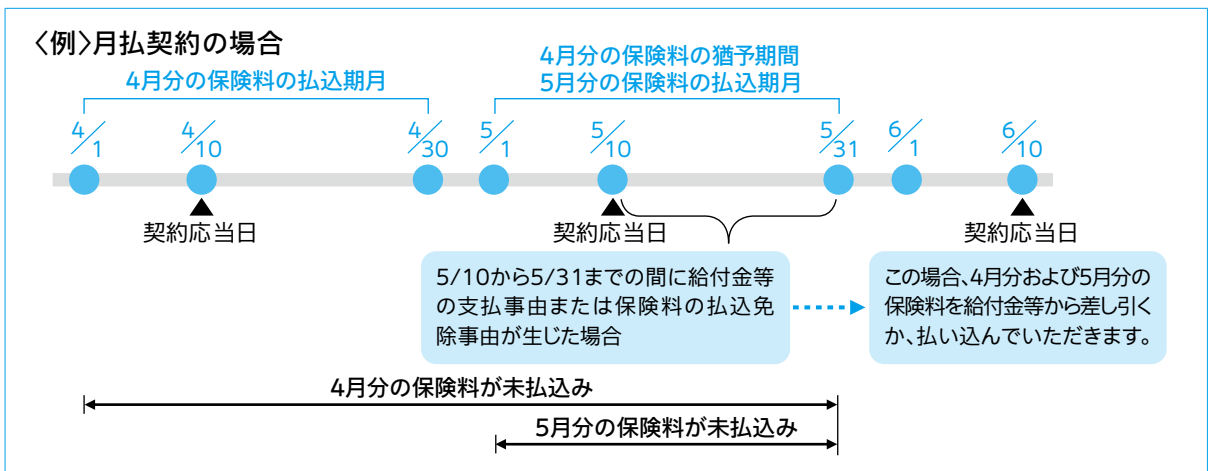 〈例〉月払契約の場合
4月分の保険料の払込期月
4月分の保険料の猶予期間
5月分の保険料の払込期月
4/1
4/10
4/30
5/1
5/10
5/31
6/1
6/10
契約応当日
契約応当日
契約応当日
5/10から5/31までの間に給付金等
の支払事由または保険料の払込免
除事由が生じた場合
この場合、4月分および5月分の
保険料を給付金等から差し引く
か、払い込んでいただきます。
4月分の保険料が未払込み
5月分の保険料が未払込み